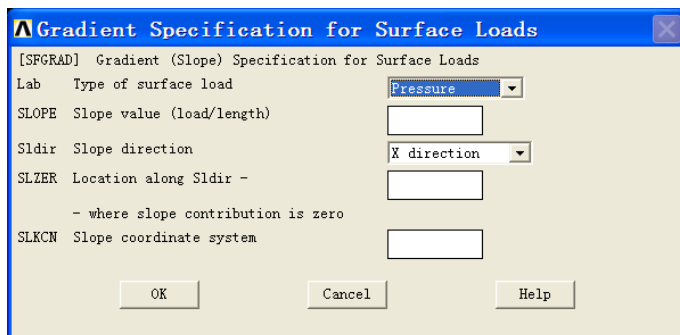 Gradient Specification for Surface Loads
[SFGRAD] Gradient (Slope) Specification for Surface Loads
Lab Type of surface load Pressure
SLOPE Slope value (load/length)
Sldir Slope direction X direction
SLZER Location along Sldir -
- where slope contribution is zero
SLKCN Slope coordinate system
OK Cancel Help